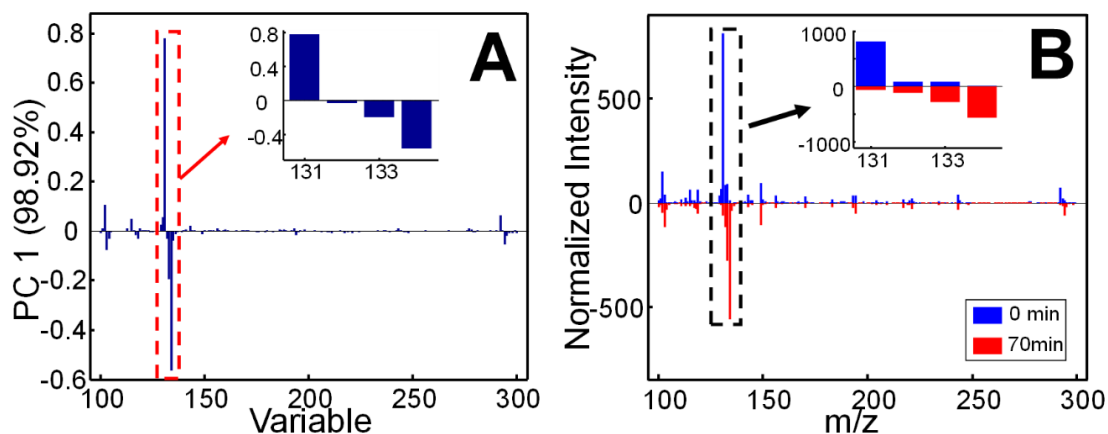 A
PC 1 (98.92%)
0.8
0.6
0.4
0.2
0
-0.2
-0.4
-0.6
100 150 200 250 300
Variable
0.8
0.4
0
-0.4
131 133
B
Normalized Intensity
500
0
-500
100 150 200 250 300
m/z
1000
0
-1000
131 133
0 min
70min